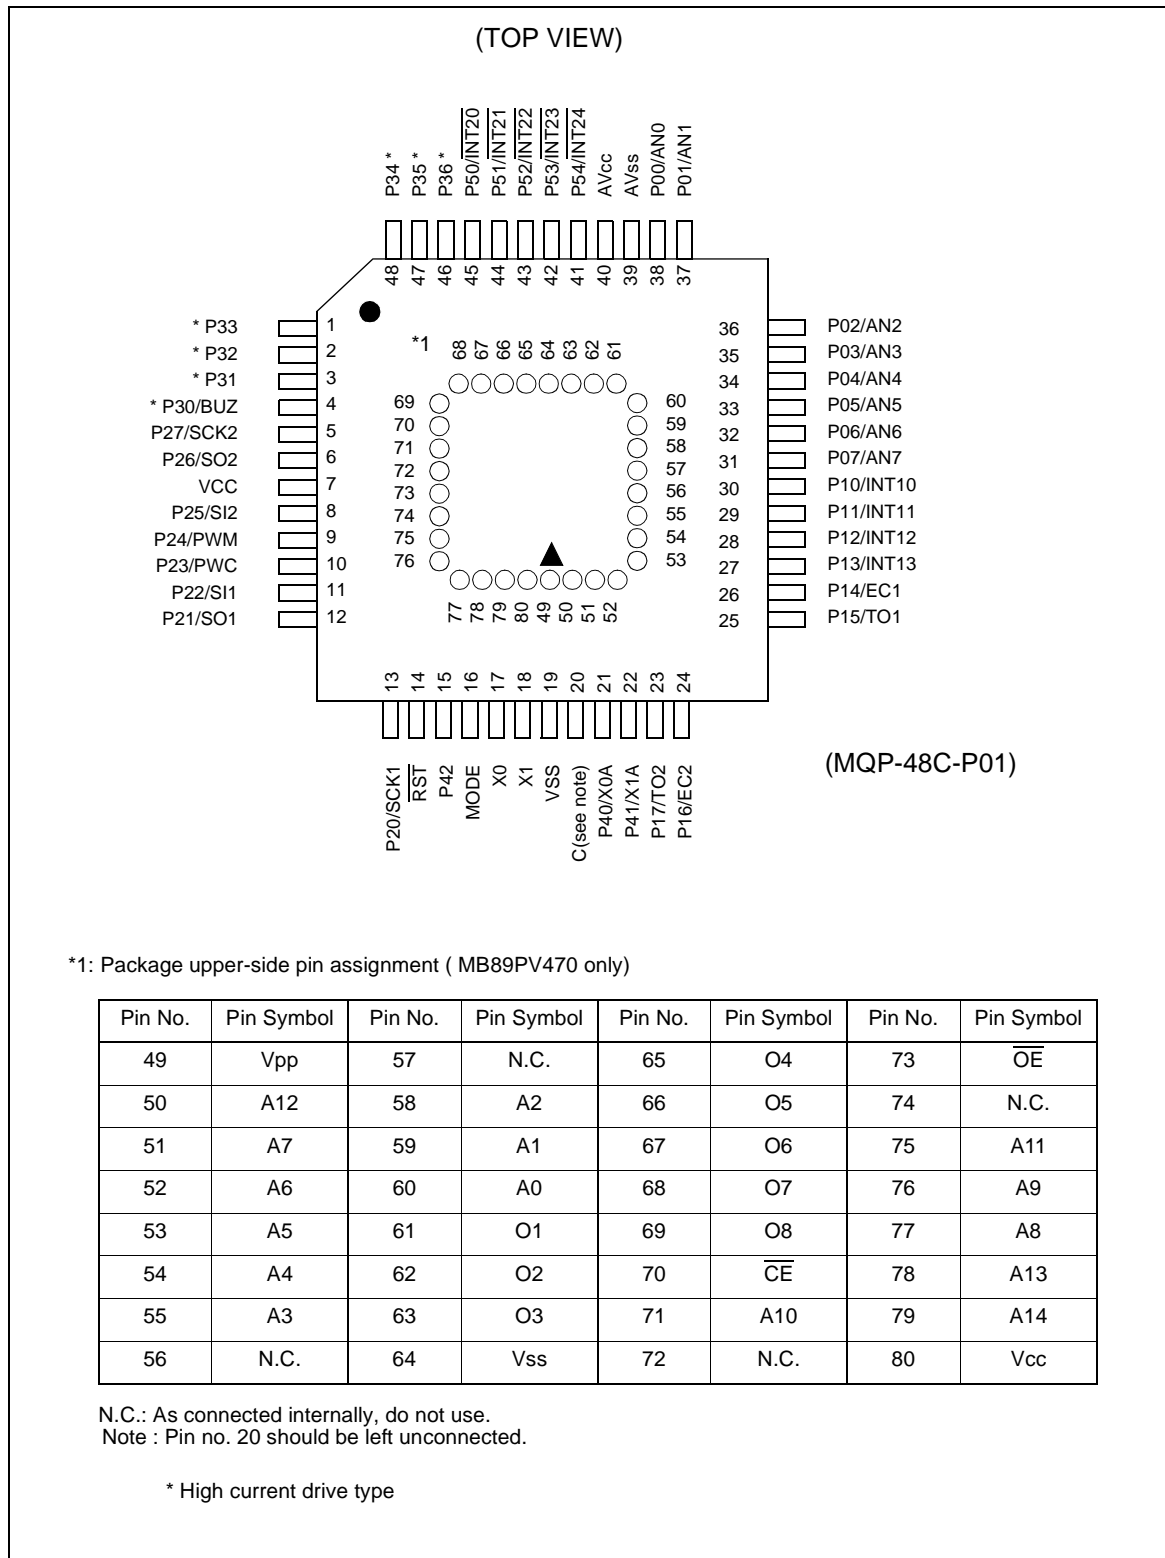 (TOP VIEW)
P34 *
P35 *
P36 *
P50/INT20
P51/INT21
P52/INT22
P53/INT23
P54/INT24
AVcc
AVss
P00/AN0
P01/AN1
48 47 46 45 44 43 42 41 40 39 38 37
* P33 1
* P32 2
* P31 3
* P30/BUZ 4
P27/SCK2 5
P26/SO2 6
VCC 7
P25/SI2 8
P24/PWM 9
P23/PWC 10
P22/SI1 11
P21/SO1 12
*1
68 67 66 65 64 63 62 61
69
70
71
72
73
74
75
76
60
59
58
57
56
55
54
53
77 78 79 80 49 50 51 52
36 P02/AN2
35 P03/AN3
34 P04/AN4
33 P05/AN5
32 P06/AN6
31 P07/AN7
30 P10/INT10
29 P11/INT11
28 P12/INT12
27 P13/INT13
26 P14/EC1
25 P15/TO1
13 14 15 16 17 18 19 20 21 22 23 24
P20/SCK1
RST
P42
MODE
X0
X1
VSS
C(see note)
P40/X0A
P41/X1A
P17/TO2
P16/EC2
(MQP-48C-P01)
*1: Package upper-side pin assignment ( MB89PV470 only)
Pin No. Pin Symbol Pin No. Pin Symbol Pin No. Pin Symbol Pin No. Pin Symbol
49 Vpp 57 N.C. 65 O4 73 OE
50 A12 58 A2 66 O5 74 N.C.
51 A7 59 A1 67 O6 75 A11
52 A6 60 A0 68 O7 76 A9
53 A5 61 O1 69 O8 77 A8
54 A4 62 O2 70 CE 78 A13
55 A3 63 O3 71 A10 79 A14
56 N.C. 64 Vss 72 N.C. 80 Vcc
N.C.: As connected internally, do not use.
Note : Pin no. 20 should be left unconnected.
* High current drive type